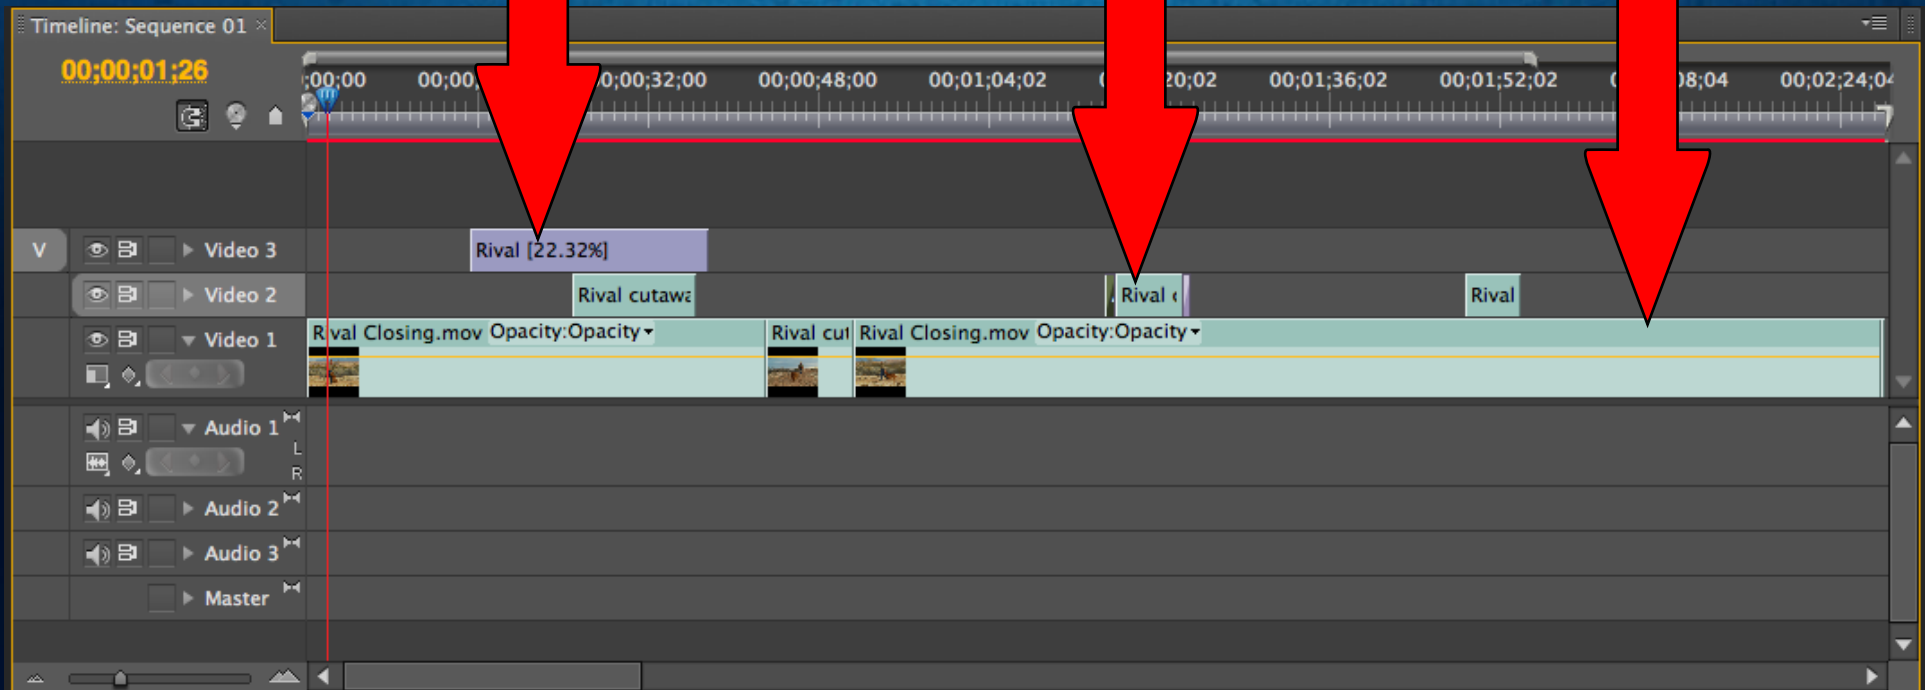 Timeline: Sequence 01
00;00;01;26
;00;00 00;00 0;00;32;00 00;00;48;00 00;01;04;02 20;02 00;01;36;02 00;01;52;02 08;04 00;02;24;04
V Video 3 Rival [22.32%]
Video 2 Rival cutawa Rival Rival
Video 1 Rival Closing.mov Opacity:Opacity Rival cut Rival Closing.mov Opacity:Opacity
Audio 1
L
R
Audio 2
Audio 3
Master